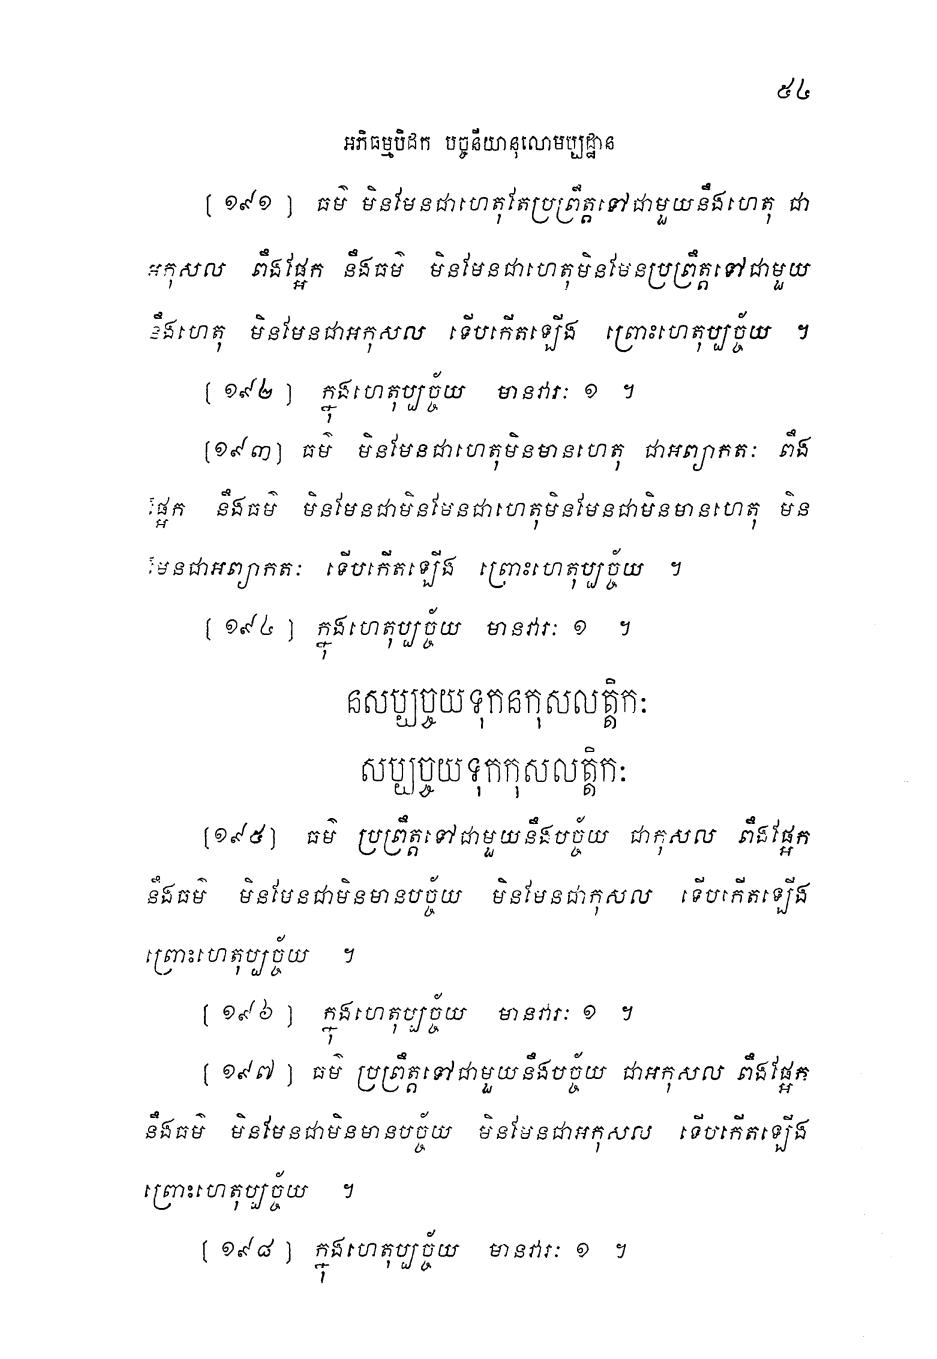 ៥៤
អភិធម្មបិដក បច្ចនីយានុលោមប្បដ្ឋាន
[ ១៩១ ] ធម៌ មិនមែនជាហេតុតែប្រព្រឹត្តទៅជាមួយនឹងហេតុ ជា
អកុសល ពឹងផ្អែក នឹងធម៌ មិនមែនជាហេតុមិនមែនប្រព្រឹត្តទៅជាមួយ
នឹងហេតុ មិនមែនជាអកុសល ទើបកើតឡើង ព្រោះហេតុប្បច្ច័យ ។
[ ១៩២ ] ក្នុងហេតុប្បច្ច័យ មានវារៈ ១ ។
[១៩៣] ធម៌ មិនមែនជាហេតុមិនមានហេតុ ជាអព្យាកតៈ ពឹង
ផ្អែក នឹងធម៌ មិនមែនជាមិនមែនជាហេតុមិនមែនជាមិនមានហេតុ មិន
មែនជាអព្យាកតៈ ទើបកើតឡើង ព្រោះហេតុប្បច្ច័យ ។
[ ១៩៤ ] ក្នុងហេតុប្បច្ច័យ មានវារៈ ១ ។
នសប្បច្ចយទុកនកុសលត្តិកៈ
សប្បច្ចយទុកកុសលត្តិកៈ
[១៩៥] ធម៌ ប្រព្រឹត្តទៅជាមួយនឹងបច្ច័យ ជាកុសល ពឹងផ្អែក
នឹងធម៌ មិនមែនជាមិនមានបច្ច័យ មិនមែនជាកុសល ទើបកើតឡើង
ព្រោះហេតុប្បច្ច័យ ។
[ ១៩៦ ] ក្នុងហេតុប្បច្ច័យ មានវារៈ ១ ។
[ ១៩៧ ] ធម៌ ប្រព្រឹត្តទៅជាមួយនឹងបច្ច័យ ជាអកុសល ពឹងផ្អែក
នឹងធម៌ មិនមែនជាមិនមានបច្ច័យ មិនមែនជាអកុសល ទើបកើតឡើង
ព្រោះហេតុប្បច្ច័យ ។
[ ១៩៨ ] ក្នុងហេតុប្បច្ច័យ មានវារៈ ១ ។